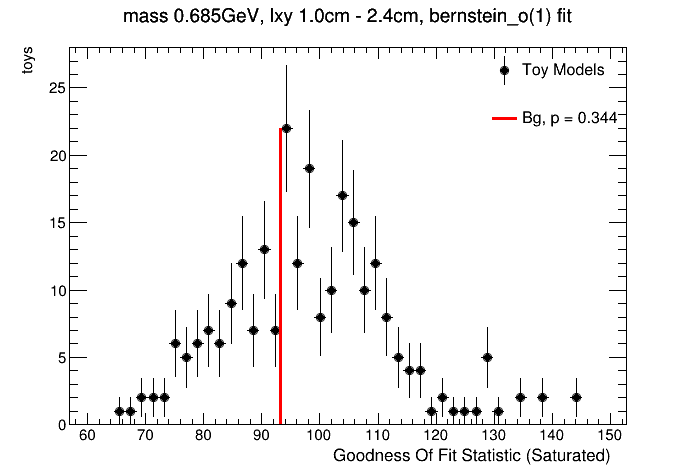 mass 0.685GeV, lxy 1.0cm - 2.4cm, bernstein_o(1) fit
toys
Toy Models
Bg, p = 0.344
25
20
15
10
5
0
60 70 80 90 100 110 120 130 140 150
Goodness Of Fit Statistic (Saturated)